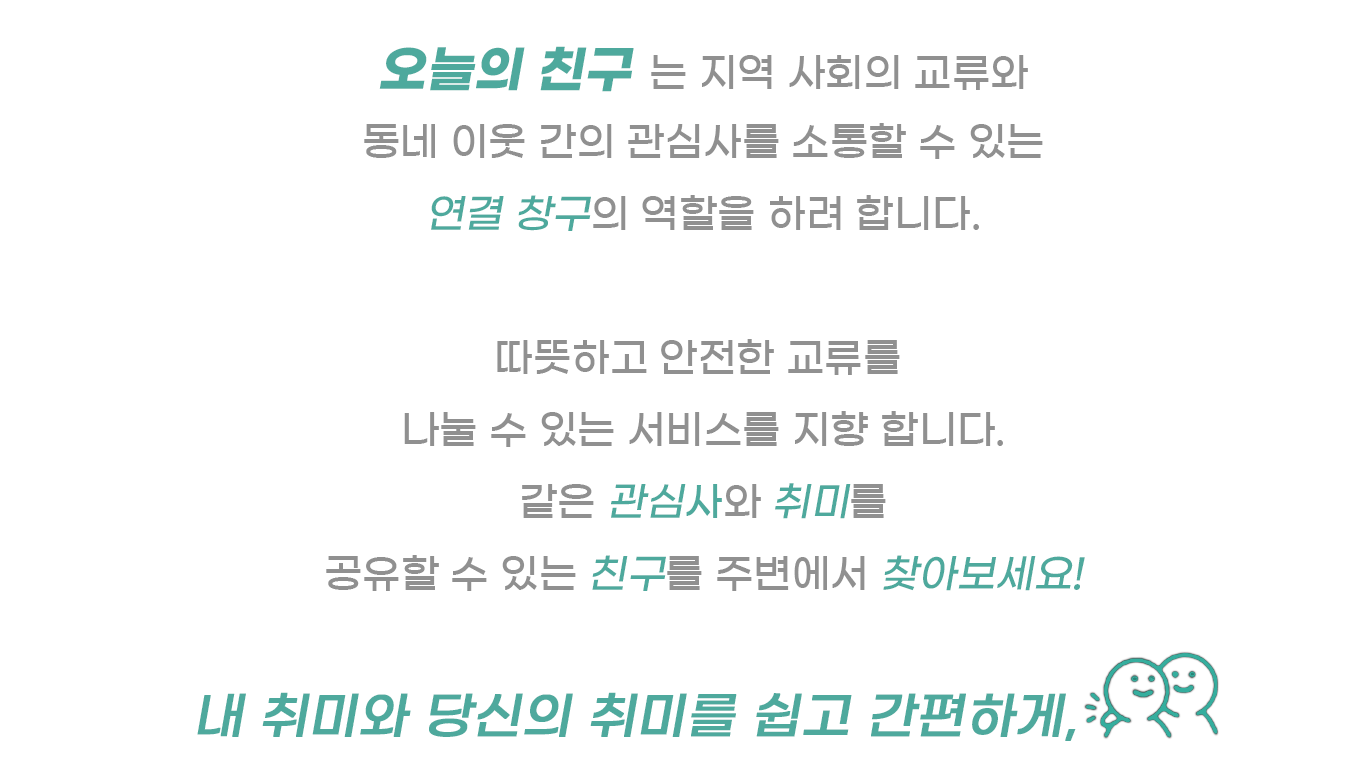 오늘의 친구 는 지역 사회의 교류와
동네 이웃 간의 관심사를 소통할 수 있는
연결 창구의 역할을 하려 합니다.
따뜻하고 안전한 교류를
나눌 수 있는 서비스를 지향 합니다.
같은 관심사와 취미를
공유할 수 있는 친구를 주변에서 찾아보세요!
내 취미와 당신의 취미를 쉽고 간편하게,